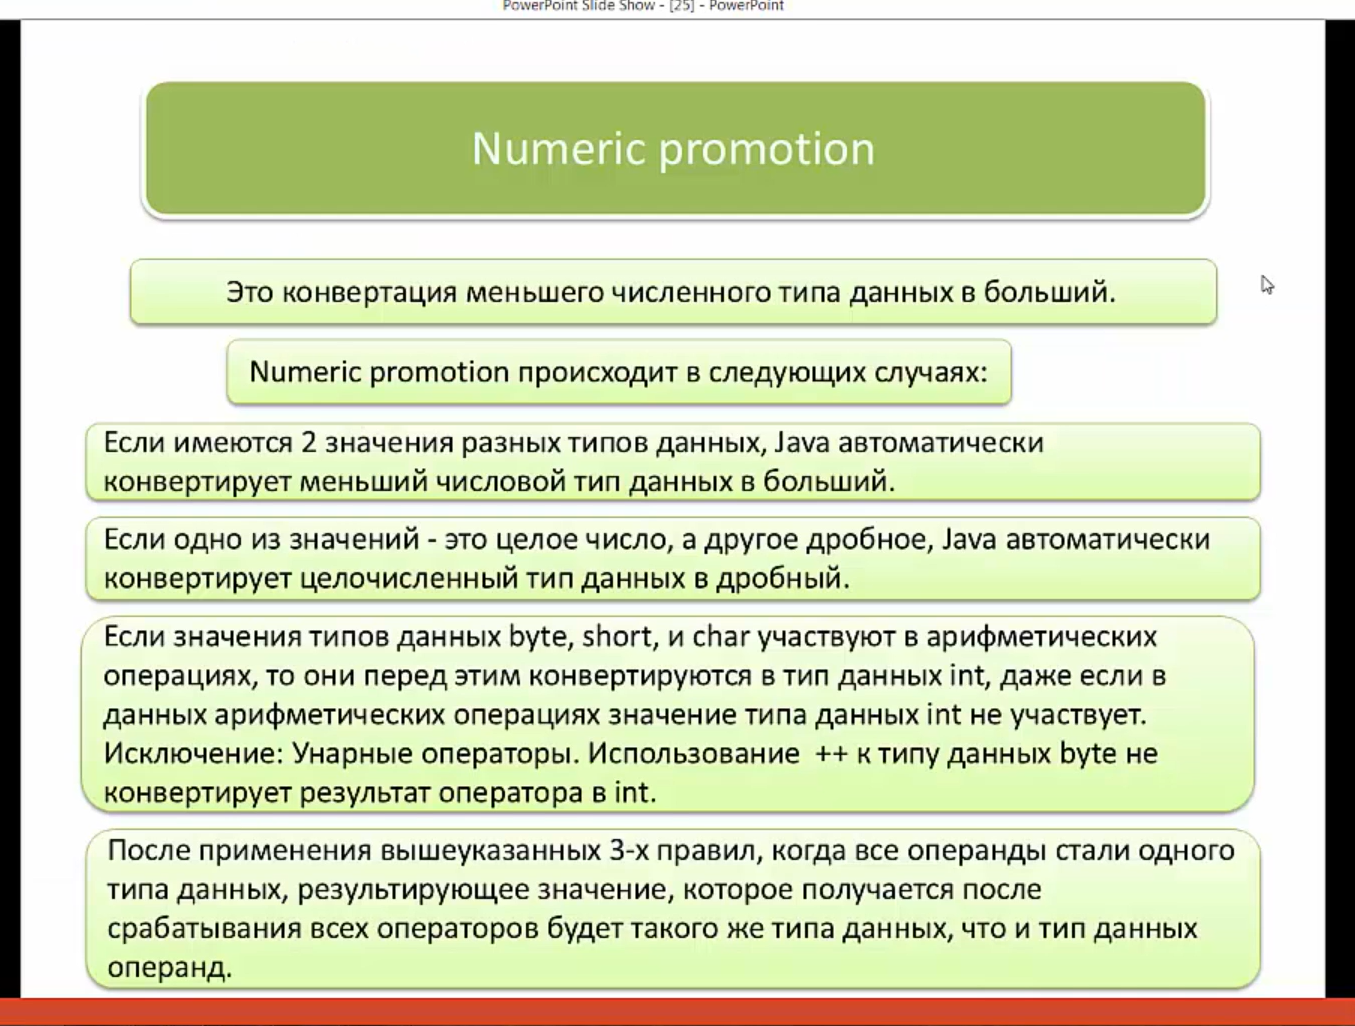 PowerPoint Slide Show - [25] - PowerPoint
Numeric promotion
Это конвертация меньшего численного типа данных в больший.
Numeric promotion происходит в следующих случаях:
Если имеются 2 значения разных типов данных, Java автоматически
конвертирует меньший числовой тип данных в больший.
Если одно из значений - это целое число, а другое дробное, Java автоматически
конвертирует целочисленный тип данных в дробный.
Если значения типов данных byte, short, и char участвуют в арифметических
операциях, то они перед этим конвертируются в тип данных int, даже если в
данных арифметических операциях значение типа данных int не участвует.
Исключение: Унарные операторы. Использование ++ к типу данных byte не
конвертирует результат оператора в int.
После применения вышеуказанных 3-х правил, когда все операнды стали одного
типа данных, результирующее значение, которое получается после
срабатывания всех операторов будет такого же типа данных, что и тип данных
операнд.